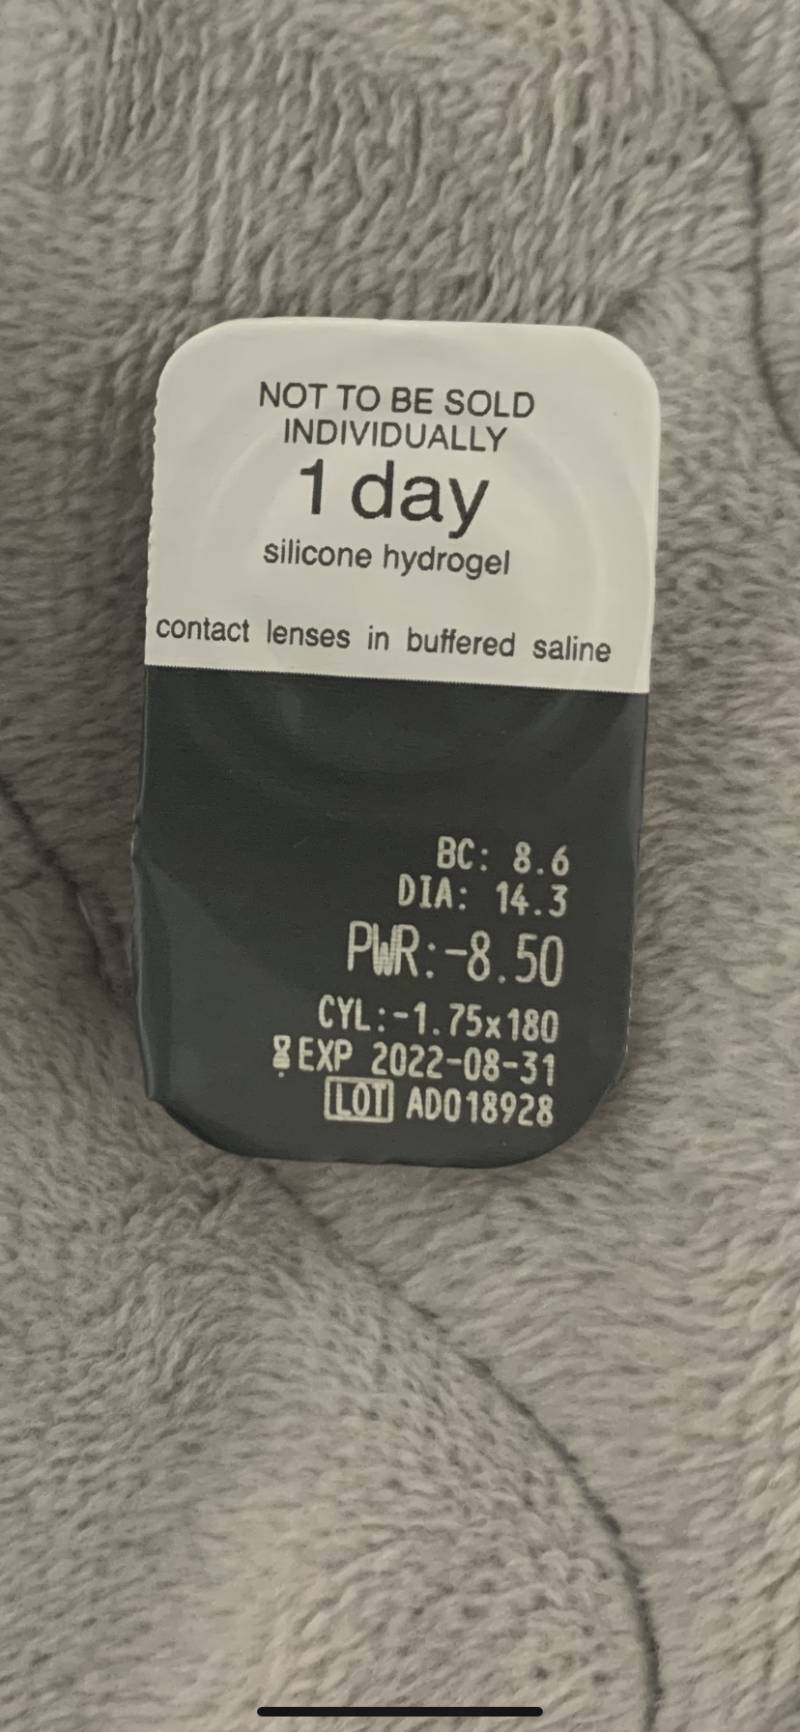 NOT TO BE SOLD
INDIVIDUALLY
1 day
silicone hydrogel
contact lenses in buffered saline
BC: 8.6
DIA: 14.3
PWR:-8.50
CYL:-1.75x180
EXP 2022-08-31
LOT AD018928